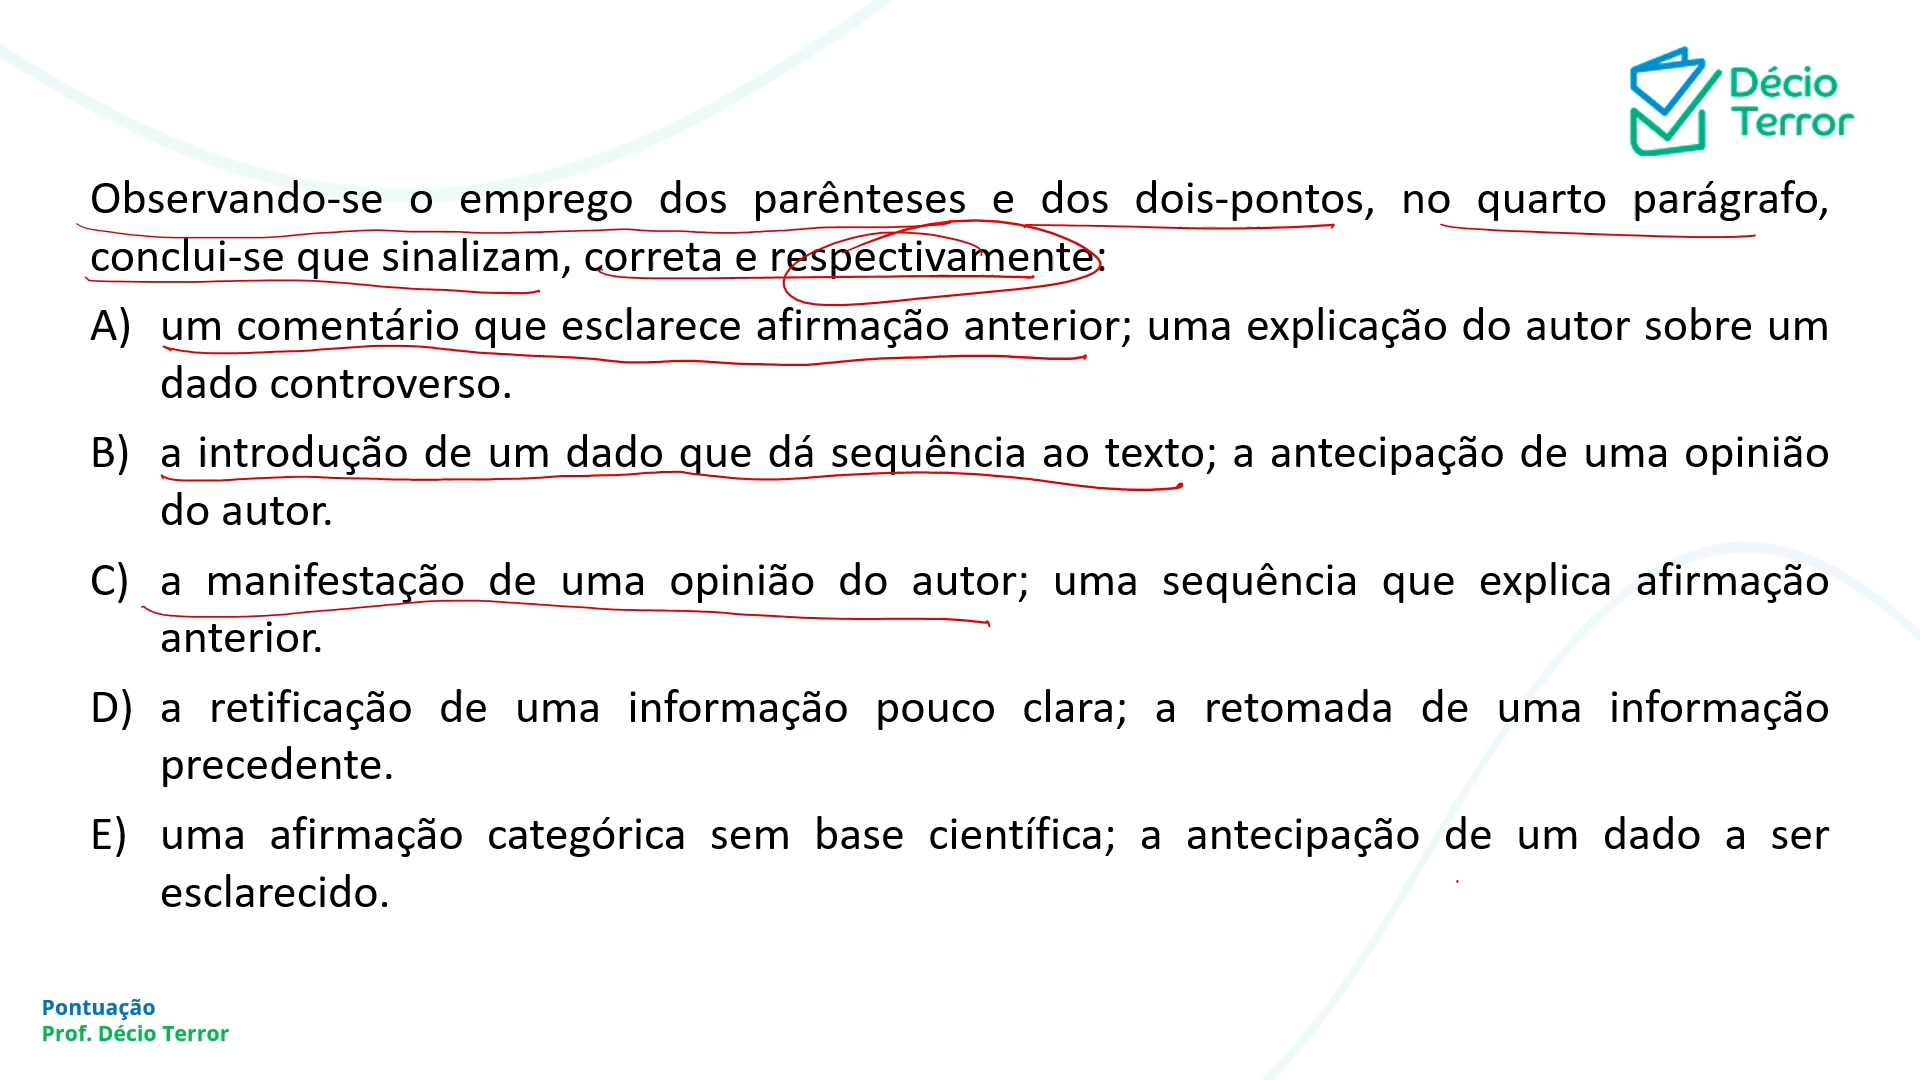 Décio
Terror
Observando-se o emprego dos parênteses e dos dois-pontos, no quarto parágrafo,
conclui-se que sinalizam, correta e respectivamente:
A) um comentário que esclarece afirmação anterior; uma explicação do autor sobre um
dado controverso.
B) a introdução de um dado que dá sequência ao texto; a antecipação de uma opinião
do autor.
C) a manifestação de uma opinião do autor; uma sequência que explica afirmação
anterior.
D) a retificação de uma informação pouco clara; a retomada de uma informação
precedente.
E) uma afirmação categórica sem base científica; a antecipação de um dado a ser
esclarecido.
Pontuação
Prof. Décio Terror